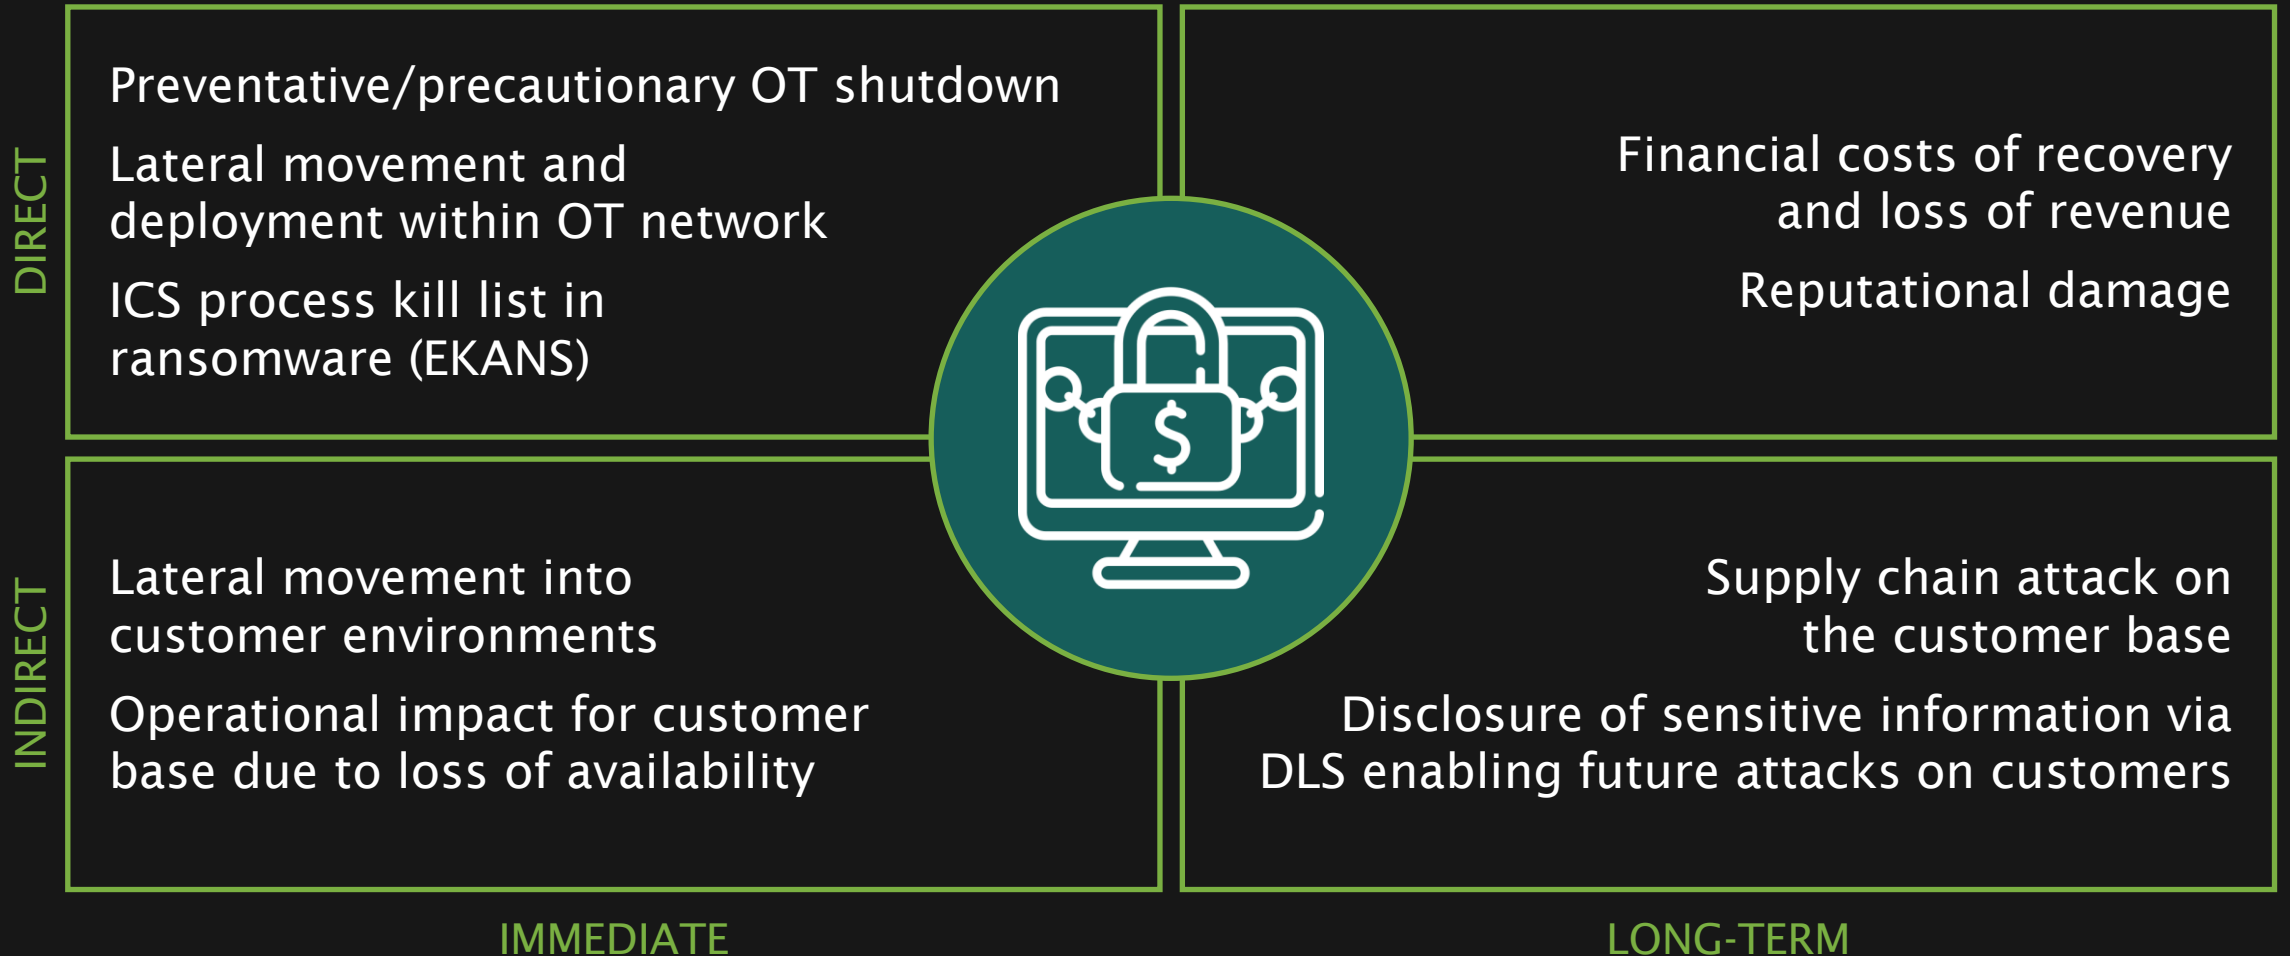 DIRECT
Preventative/precautionary OT shutdown
Lateral movement and
deployment within OT network
ICS process kill list in
ransomware (EKANS)
Financial costs of recovery
and loss of revenue
Reputational damage
$
INDIRECT
Lateral movement into
customer environments
Operational impact for customer
base due to loss of availability
Supply chain attack on
the customer base
Disclosure of sensitive information via
DLS enabling future attacks on customers
IMMEDIATE
LONG-TERM